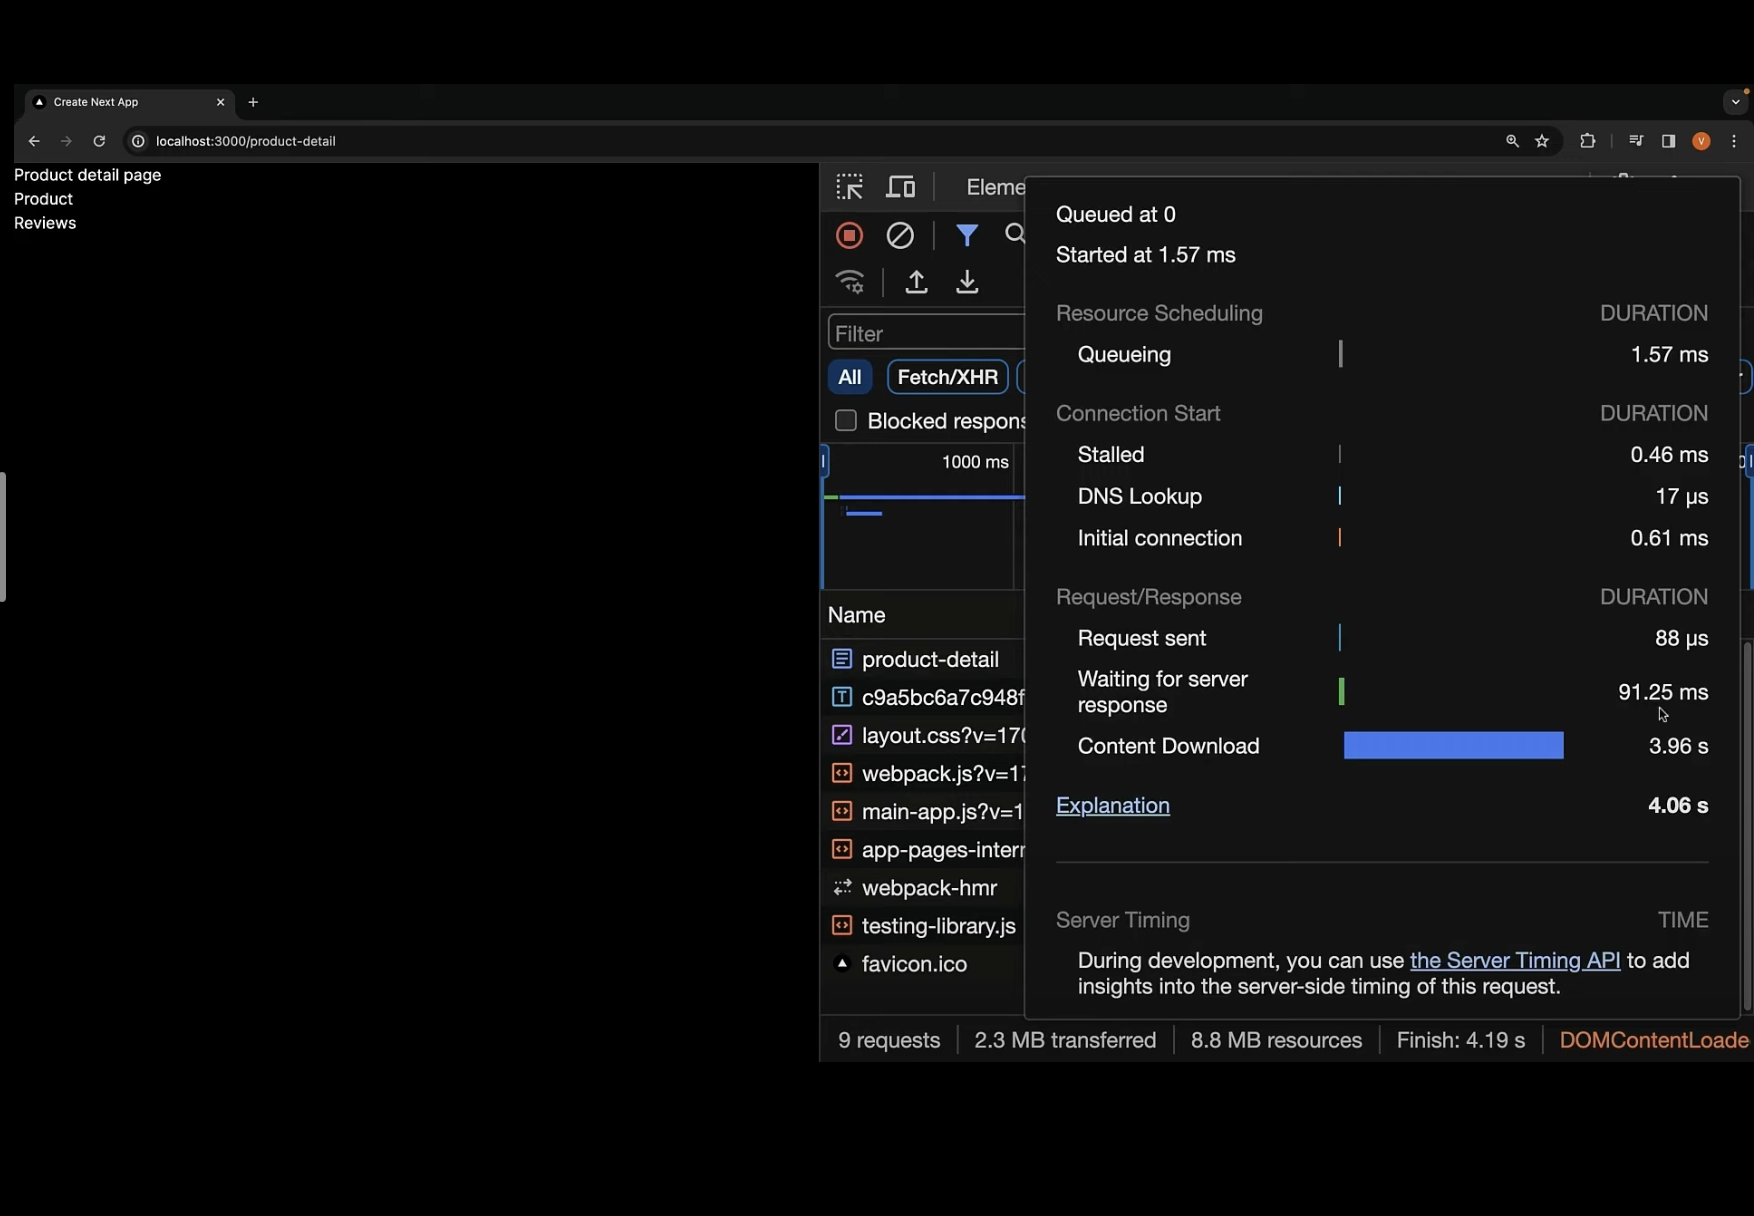 Create Next App
localhost:3000/product-detail
V
Product detail page
Product
Reviews
Eleme
Filter
All
Fetch/XHR
Blocked respons
1000 ms
Name
product-detail
c9a5bc6a7c948f
layout.css?v=170
webpack.js?v=17
main-app.js?v=1
app-pages-intern
webpack-hmr
testing-library.js
favicon.ico
Queued at 0
Started at 1.57 ms
Resource Scheduling DURATION
Queueing 1.57 ms
Connection Start DURATION
Stalled 0.46 ms
DNS Lookup 17 μs
Initial connection 0.61 ms
Request/Response DURATION
Request sent 88 μs
Waiting for server
response 91.25 ms
Content Download 3.96 s
Explanation 4.06 s
Server Timing TIME
During development, you can use the Server Timing API to add
insights into the server-side timing of this request.
9 requests 2.3 MB transferred 8.8 MB resources Finish: 4.19 s DOMContentLoade